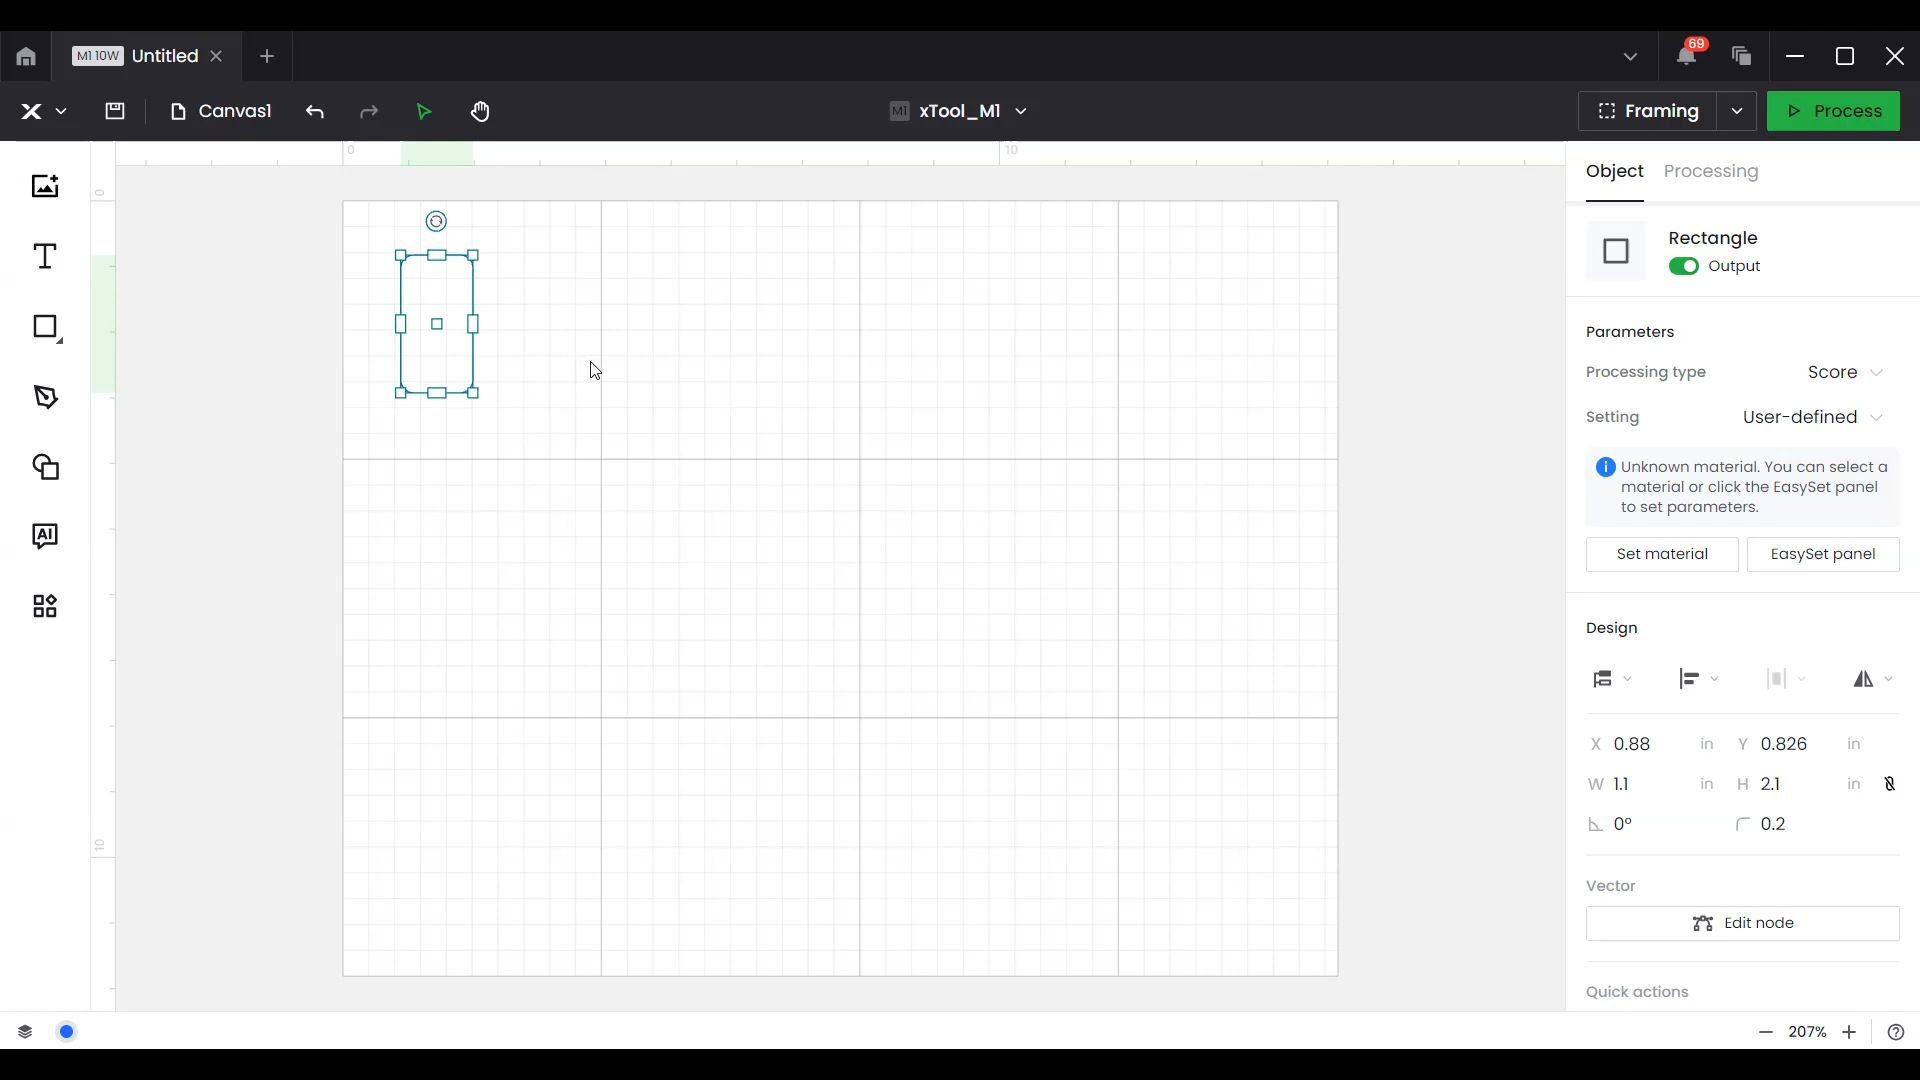 M1 10W Untitled
69
Canvas1
M1 xTool_M1
Framing
Process
0
10
0
10
AI
Object Processing
Rectangle
Output
Parameters
Processing type Score
Setting User-defined
Unknown material. You can select a
material or click the EasySet panel
to set parameters.
Set material EasySet panel
Design
X 0.88 in Y 0.826 in
W 1.1 in H 2.1 in
0° 0.2
Vector
Edit node
Quick actions
207%